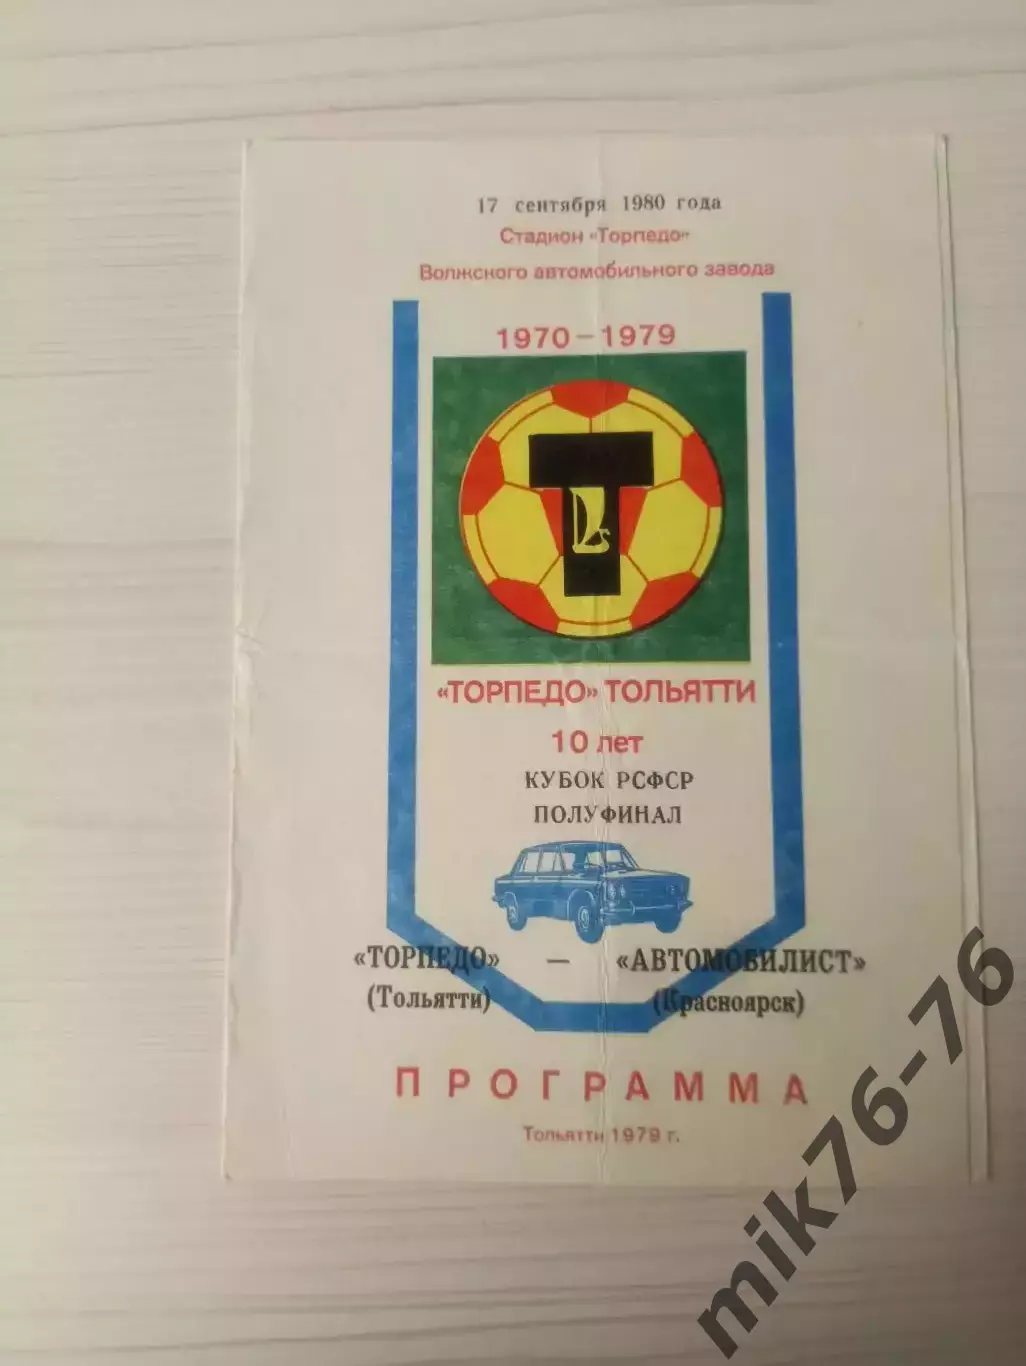 17 сентября 1980 года
Стадион «Торпедо»
Волжского автомобильного завода
1970-1979
Т
«ТОРПЕДО» ТОЛЬЯТТИ
10 лет
КУБОК РСФСР
ПОЛУФИНАЛ
«ТОРПЕДО» — «АВТОМОБИЛИСТ»
(Тольятти) (Красноярск)
ПРОГРАММА
Тольятти 1979 г.
mik76-76